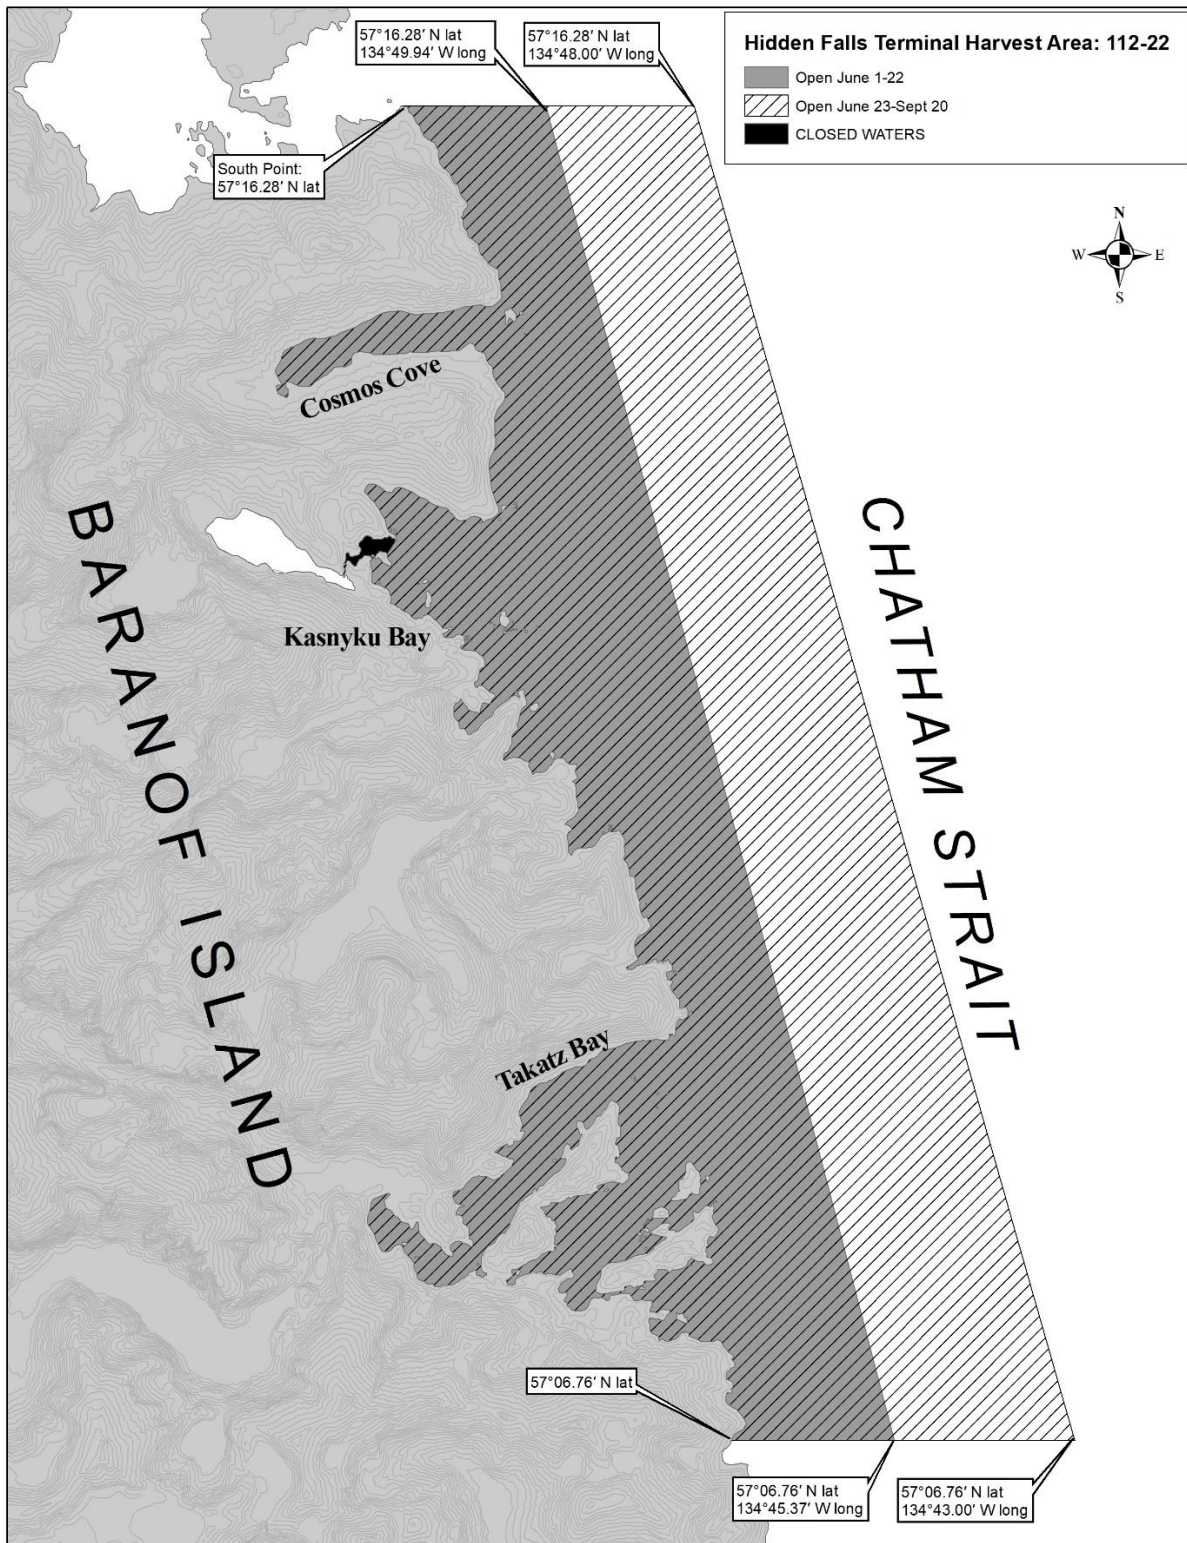 57°16.28' N lat
134°49.94' W long
57°16.28' N lat
134°48.00' W long
Hidden Falls Terminal Harvest Area: 112-22
Open June 1-22
Open June 23-Sept 20
CLOSED WATERS
South Point:
57°16.28' N lat
N
W E
S
Cosmos Cove
BARANOF ISLAND
CHATHAM STRAIT
Kasnyku Bay
Takatz Bay
57°06.76' N lat
57°06.76' N lat
134°45.37' W long
57°06.76' N lat
134°43.00' W long